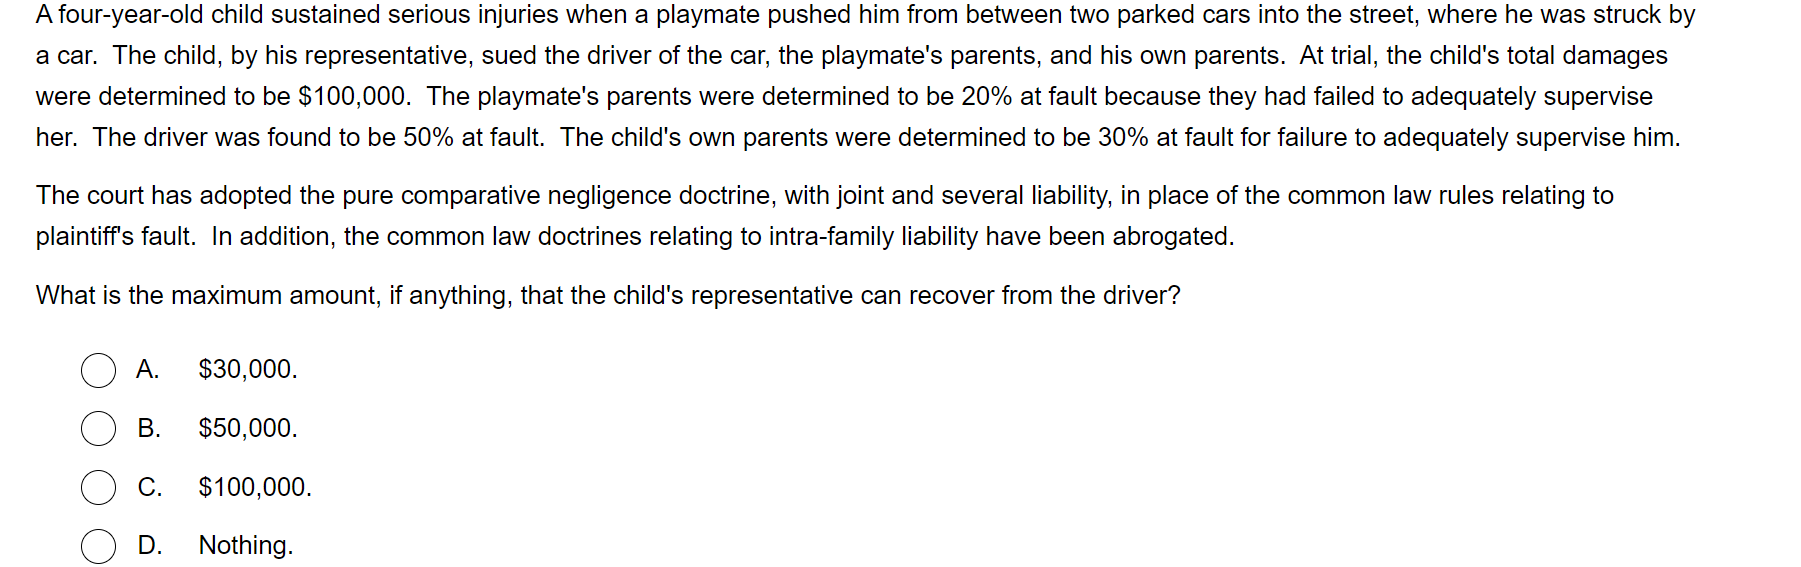 A four-year-old child sustained serious injuries when a playmate pushed him from between two parked cars into the street, where he was struck by
a car.  The child, by his representative, sued the driver of the car, the playmate's parents, and his own parents.  At trial, the child's total damages
were determined to be $100,000.  The playmate's parents were determined to be 20% at fault because they had failed to adequately supervise
her.  The driver was found to be 50% at fault.  The child's own parents were determined to be 30% at fault for failure to adequately supervise him.
The court has adopted the pure comparative negligence doctrine, with joint and several liability, in place of the common law rules relating to
plaintiff's fault.  In addition, the common law doctrines relating to intra-family liability have been abrogated.
What is the maximum amount, if anything, that the child's representative can recover from the driver?
A. $30,000.
B. $50,000.
C. $100,000.
D. Nothing.